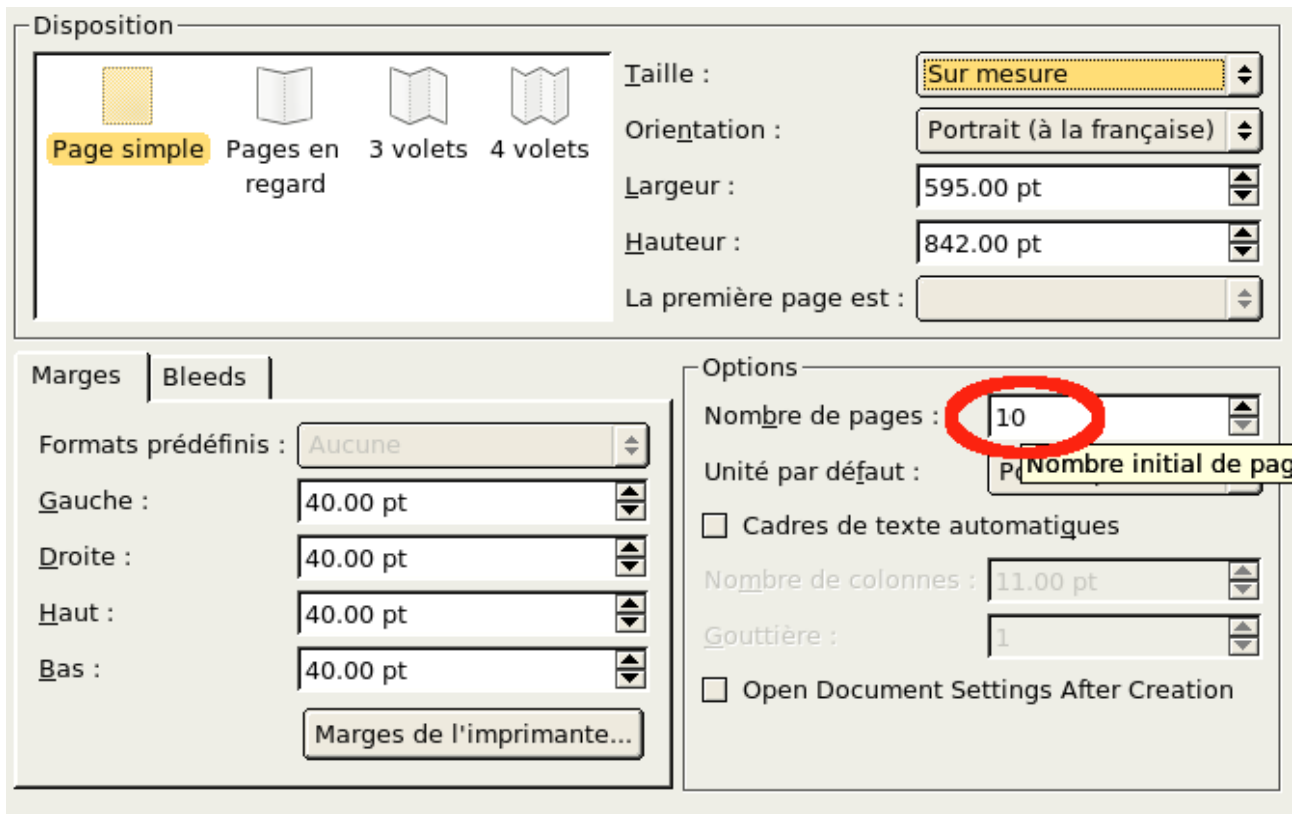 Disposition
Page simple
Pages en regard
3 volets
4 volets
Taille :
Sur mesure
Orientation :
Portrait (à la française)
Largeur :
595.00 pt
Hauteur :
842.00 pt
La première page est :
Marges
Bleeds
Formats prédéfinis :
Aucune
Gauche :
40.00 pt
Droite :
40.00 pt
Haut :
40.00 pt
Bas :
40.00 pt
Marges de l'imprimante...
Options
Nombre de pages :
10
Nombre initial de pag
Unité par défaut :
Cadres de texte automatiques
Nombre de colonnes :
11.00 pt
Gouttière :
1
Open Document Settings After Creation